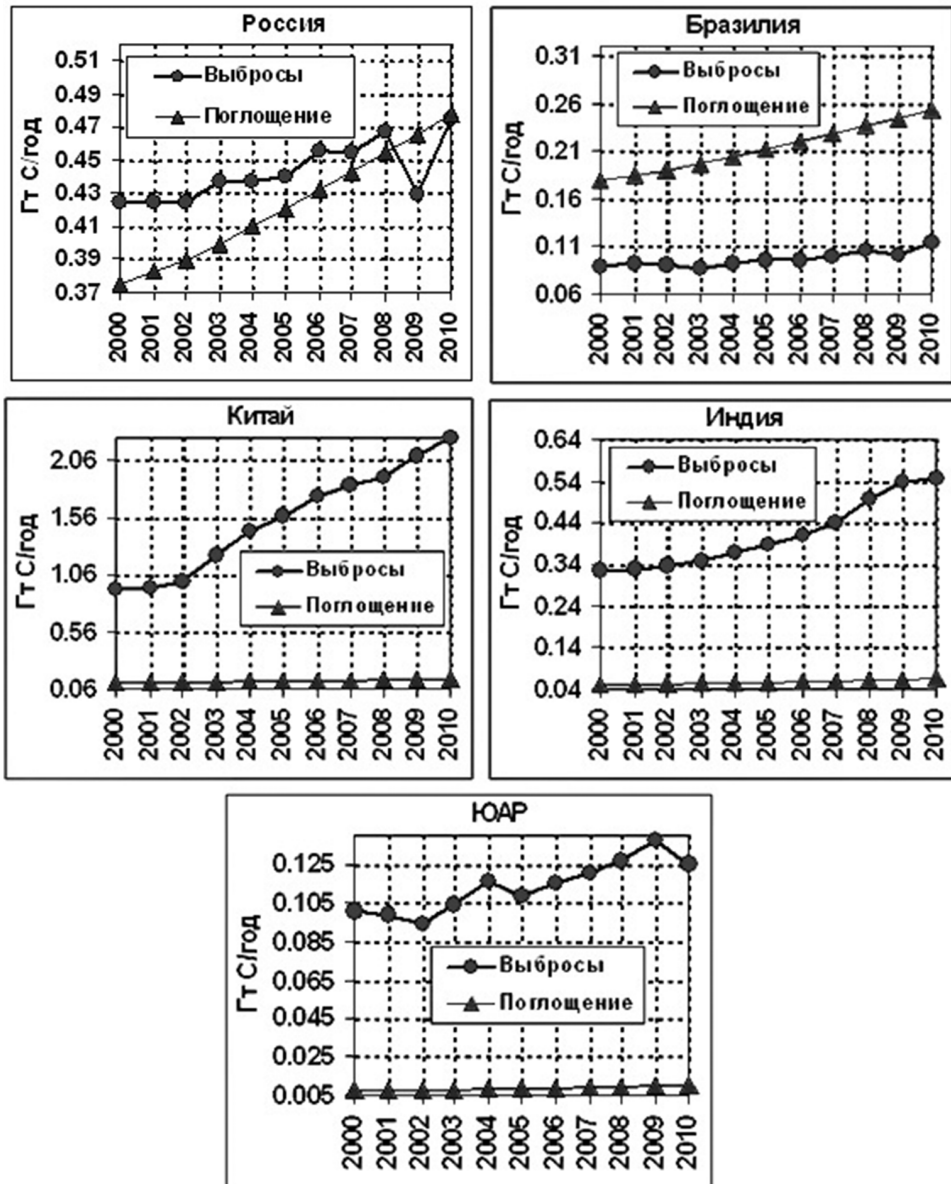 Россия
Гт С/год
0.51
0.49
0.47
0.45
0.43
0.41
0.39
0.37
Выбросы
Поглощение
2000 2001 2002 2003 2004 2005 2006 2007 2008 2009 2010
Бразилия
Гт С/год
0.31
0.26
0.21
0.16
0.11
0.06
Выбросы
Поглощение
2000 2001 2002 2003 2004 2005 2006 2007 2008 2009 2010
Китай
Гт С/год
2.06
1.56
1.06
0.56
0.06
Выбросы
Поглощение
2000 2001 2002 2003 2004 2005 2006 2007 2008 2009 2010
Индия
Гт С/год
0.64
0.54
0.44
0.34
0.24
0.14
0.04
Выбросы
Поглощение
2000 2001 2002 2003 2004 2005 2006 2007 2008 2009 2010
ЮАР
Гт С/год
0.125
0.105
0.085
0.065
0.045
0.025
0.005
Выбросы
Поглощение
2000 2001 2002 2003 2004 2005 2006 2007 2008 2009 2010